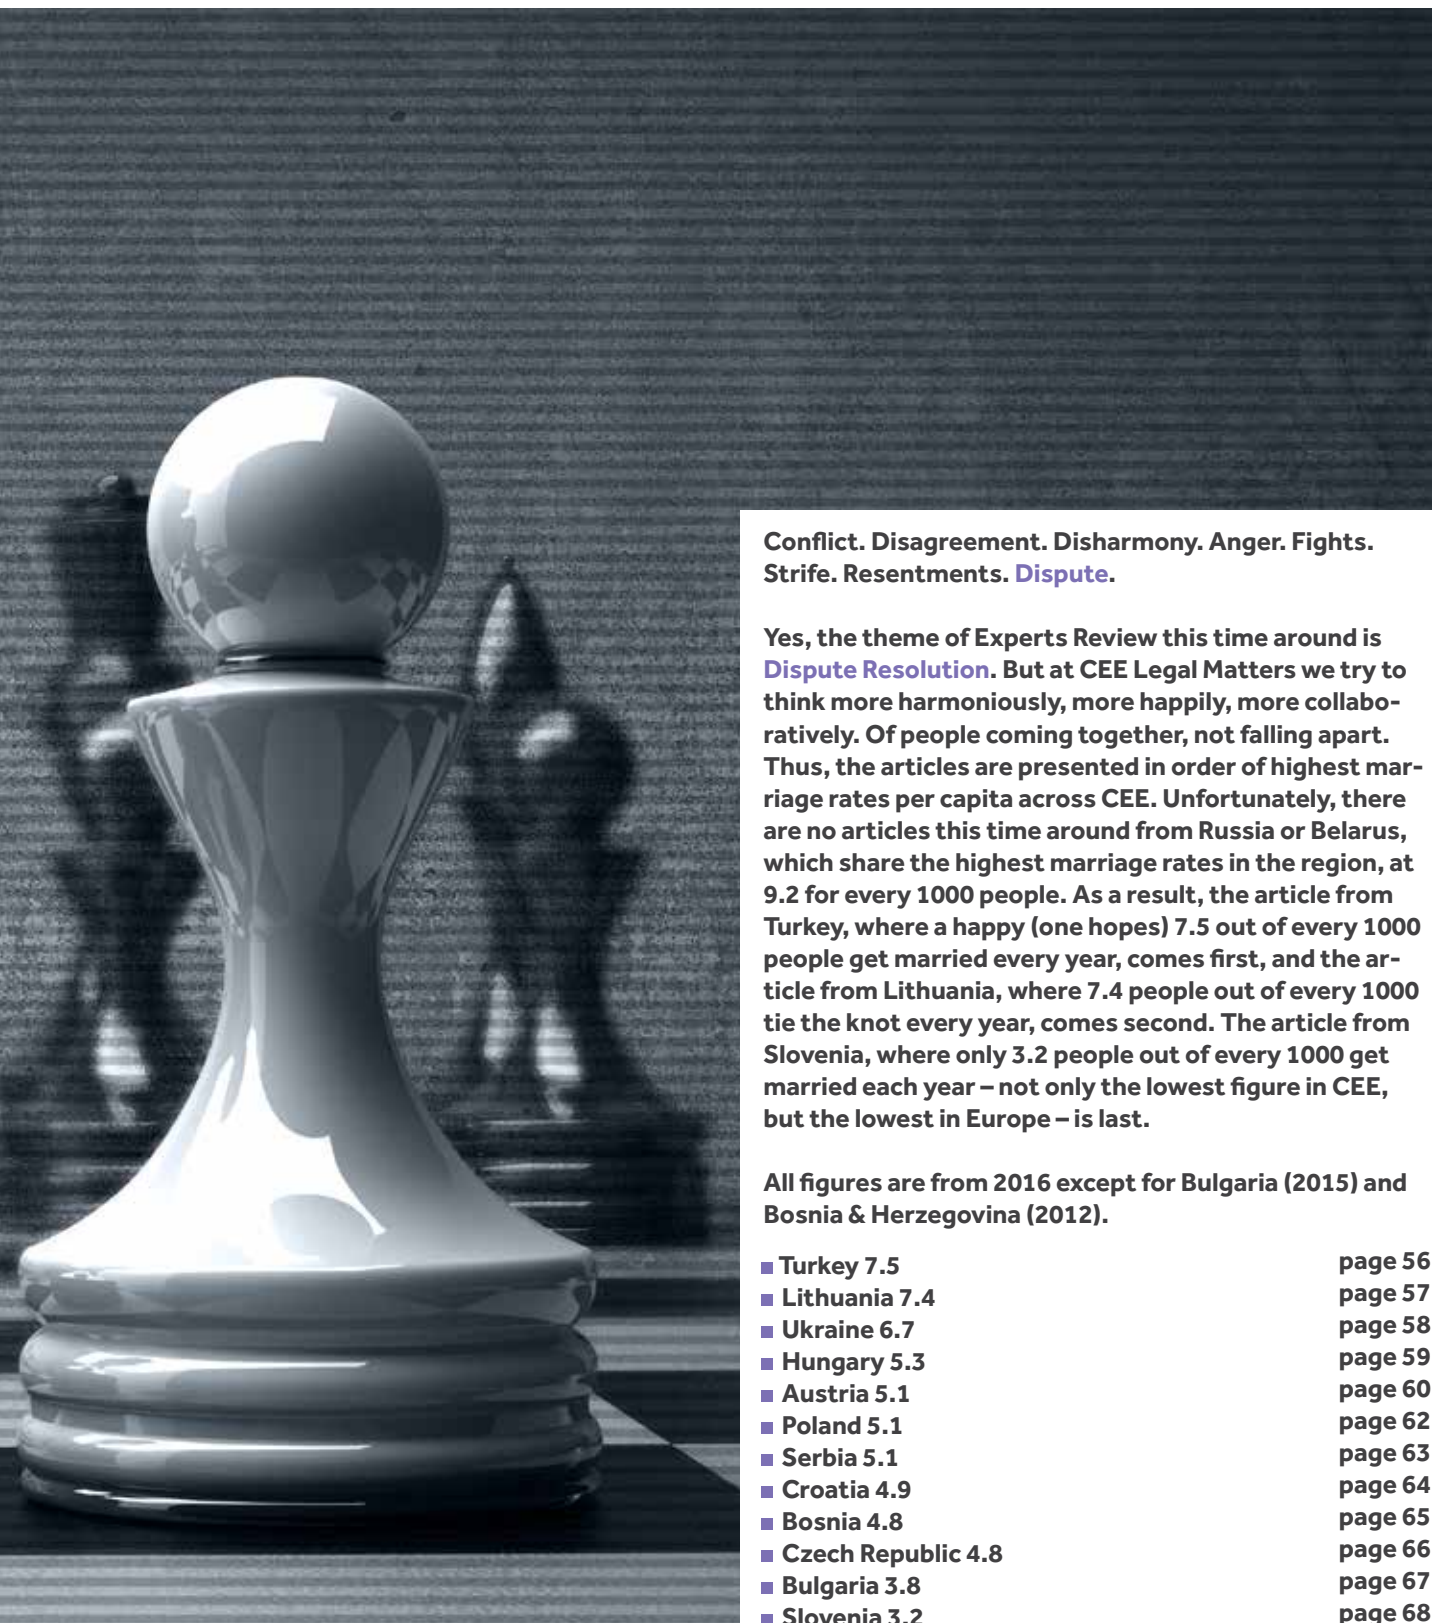 Conflict. Disagreement. Disharmony. Anger. Fights.
Strife. Resentments. Dispute.
Yes, the theme of Experts Review this time around is
Dispute Resolution. But at CEE Legal Matters we try to
think more harmoniously, more happily, more collabo-
ratively. Of people coming together, not falling apart.
Thus, the articles are presented in order of highest mar-
riage rates per capita across CEE. Unfortunately, there
are no articles this time around from Russia or Belarus,
which share the highest marriage rates in the region, at
9.2 for every 1000 people. As a result, the article from
Turkey, where a happy (one hopes) 7.5 out of every 1000
people get married every year, comes first, and the ar-
ticle from Lithuania, where 7.4 people out of every 1000
tie the knot every year, comes second. The article from
Slovenia, where only 3.2 people out of every 1000 get
married each year – not only the lowest figure in CEE,
but the lowest in Europe – is last.
All figures are from 2016 except for Bulgaria (2015) and
Bosnia & Herzegovina (2012).
■ Turkey 7.5 page 56
■ Lithuania 7.4 page 57
■ Ukraine 6.7 page 58
■ Hungary 5.3 page 59
■ Austria 5.1 page 60
■ Poland 5.1 page 62
■ Serbia 5.1 page 63
■ Croatia 4.9 page 64
■ Bosnia 4.8 page 65
■ Czech Republic 4.8 page 66
■ Bulgaria 3.8 page 67
■ Slovenia 3.2 page 68